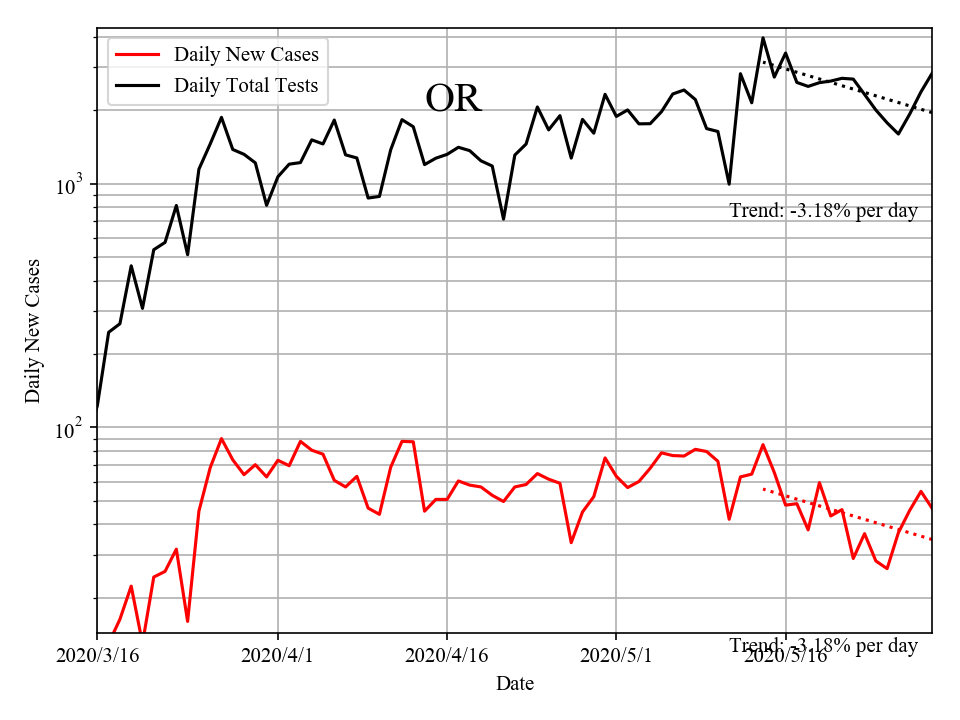 Daily New Cases
Daily Total Tests
OR
10³
Trend: -3.18% per day
Daily New Cases
10²
Trend: -3.18% per day
2020/3/16 2020/4/1 2020/4/16 2020/5/1 2020/5/16
Date